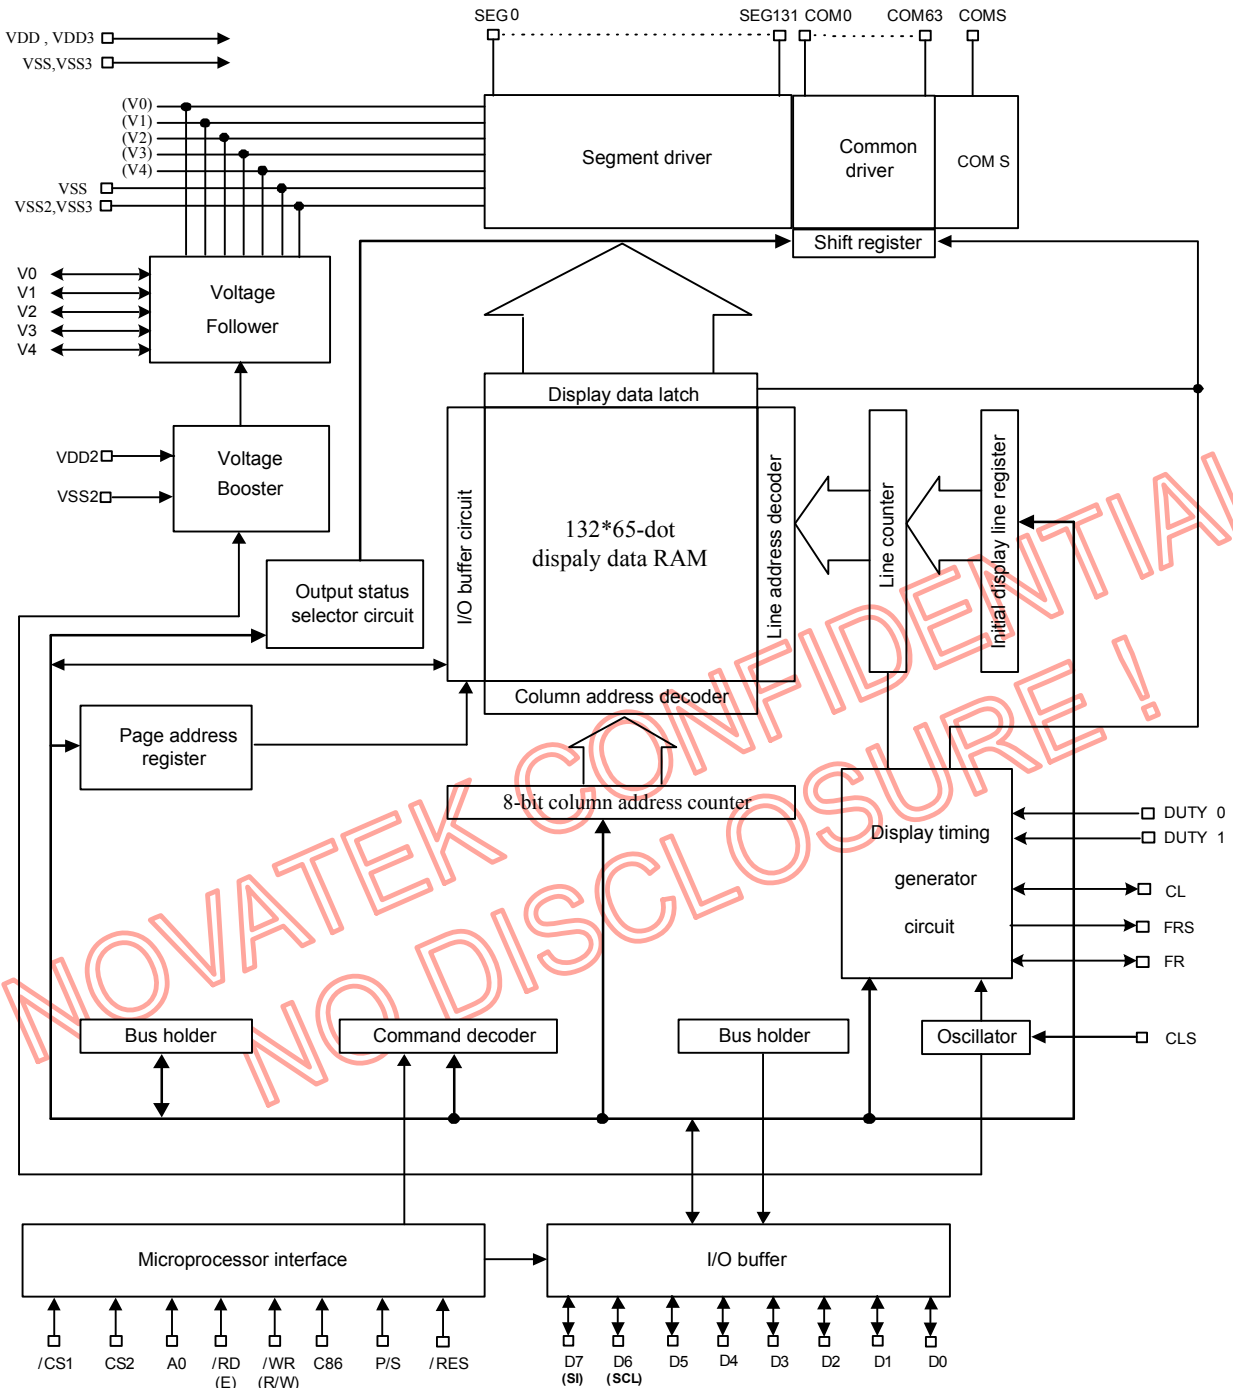 SEG0 SEG131 COM0 COM63 COMS
VDD , VDD3
VSS,VSS3
(V0)
(V1)
(V2)
(V3)
(V4)
VSS
VSS2,VSS3
Segment driver
Common
driver
COM S
Shift register
V0
V1
V2
V3
V4
Voltage
Follower
Display data latch
VDD2
VSS2
Voltage
Booster
I/O buffer circuit
132*65-dot
dispaly data RAM
Line address decoder
Line counter
Initial display line register
Output status
selector circuit
Column address decoder
Page address
register
8-bit column address counter
Display timing
generator
circuit
DUTY 0
DUTY 1
CL
FRS
FR
Bus holder
Command decoder
Bus holder
Oscillator
CLS
Microprocessor interface
I/O buffer
/CS1 CS2 A0 /RD /WR C86 P/S /RES D7 D6 D5 D4 D3 D2 D1 D0
(E) (R/W) (SI) (SCL)
NOVATEK CONFIDENTIAL
NO DISCLOSURE !